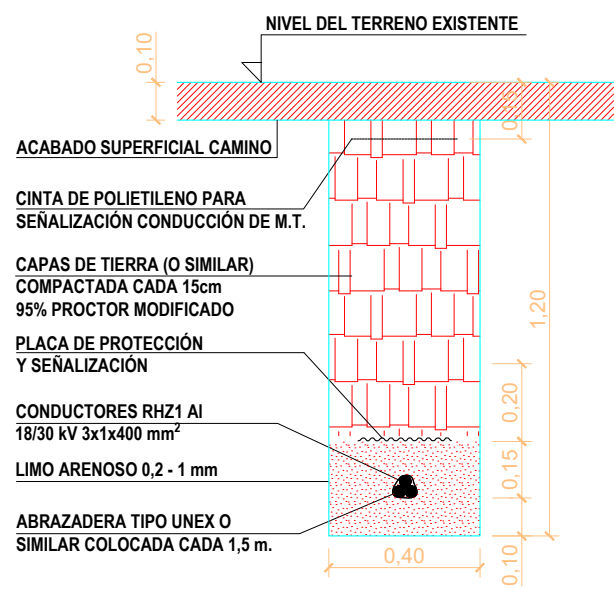 NIVEL DEL TERRENO EXISTENTE
0,10
ACABADO SUPERFICIAL CAMINO
CINTA DE POLIETILENO PARA
SEÑALIZACIÓN CONDUCCIÓN DE M.T.
CAPAS DE TIERRA (O SIMILAR)
COMPACTADA CADA 15cm
95% PROCTOR MODIFICADO
1,20
PLACA DE PROTECCIÓN
Y SEÑALIZACIÓN
0,20
CONDUCTORES RHZ1 Al
18/30 kV 3x1x400 mm²
0,15
LIMO ARENOSO 0,2 - 1 mm
ABRAZADERA TIPO UNEX O
SIMILAR COLOCADA CADA 1,5 m.
0,40
0,10